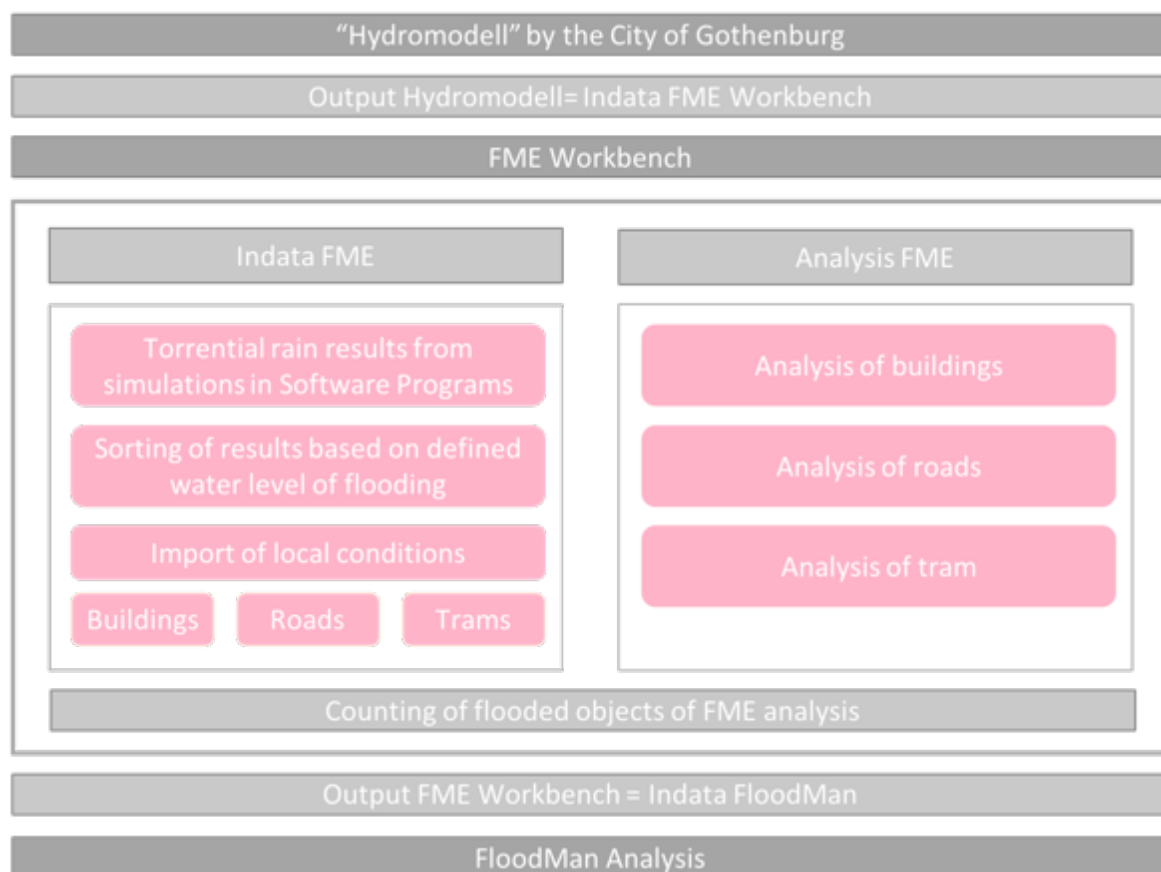 “Hydromodell” by the City of Gothenburg
Output Hydromodell= Indata FME Workbench
FME Workbench
Indata FME
Torrential rain results from
simulations in Software Programs
Sorting of results based on defined
water level of flooding
Import of local conditions
Buildings
Roads
Trams
Analysis FME
Analysis of buildings
Analysis of roads
Analysis of tram
Counting of flooded objects of FME analysis
Output FME Workbench = Indata FloodMan
FloodMan Analysis